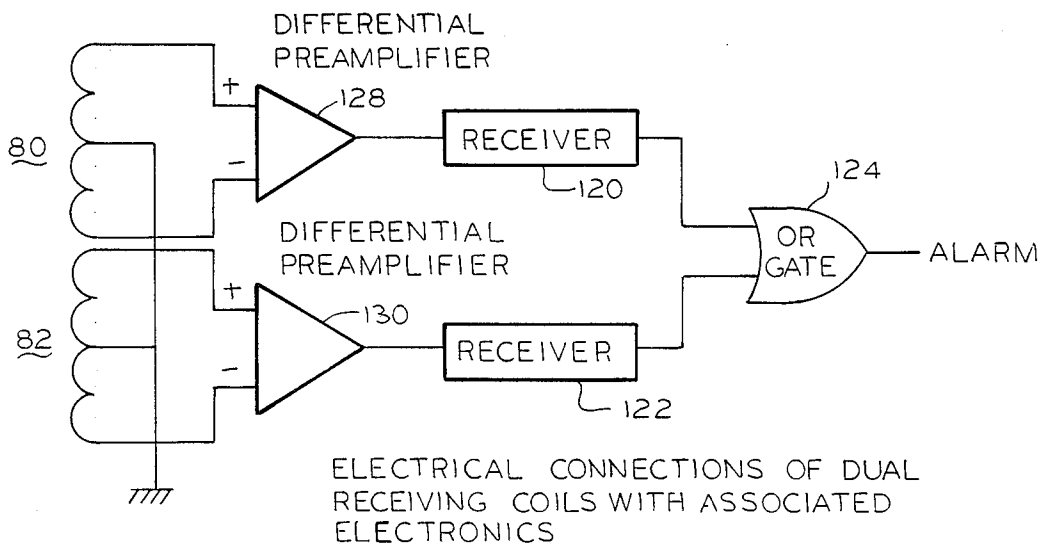 DIFFERENTIAL
PREAMPLIFIER
+
128
80
-
RECEIVER
120
124
OR
GATE
ALARM
DIFFERENTIAL
PREAMPLIFIER
+
130
82
-
RECEIVER
122
ELECTRICAL CONNECTIONS OF DUAL
RECEIVING COILS WITH ASSOCIATED
ELECTRONICS